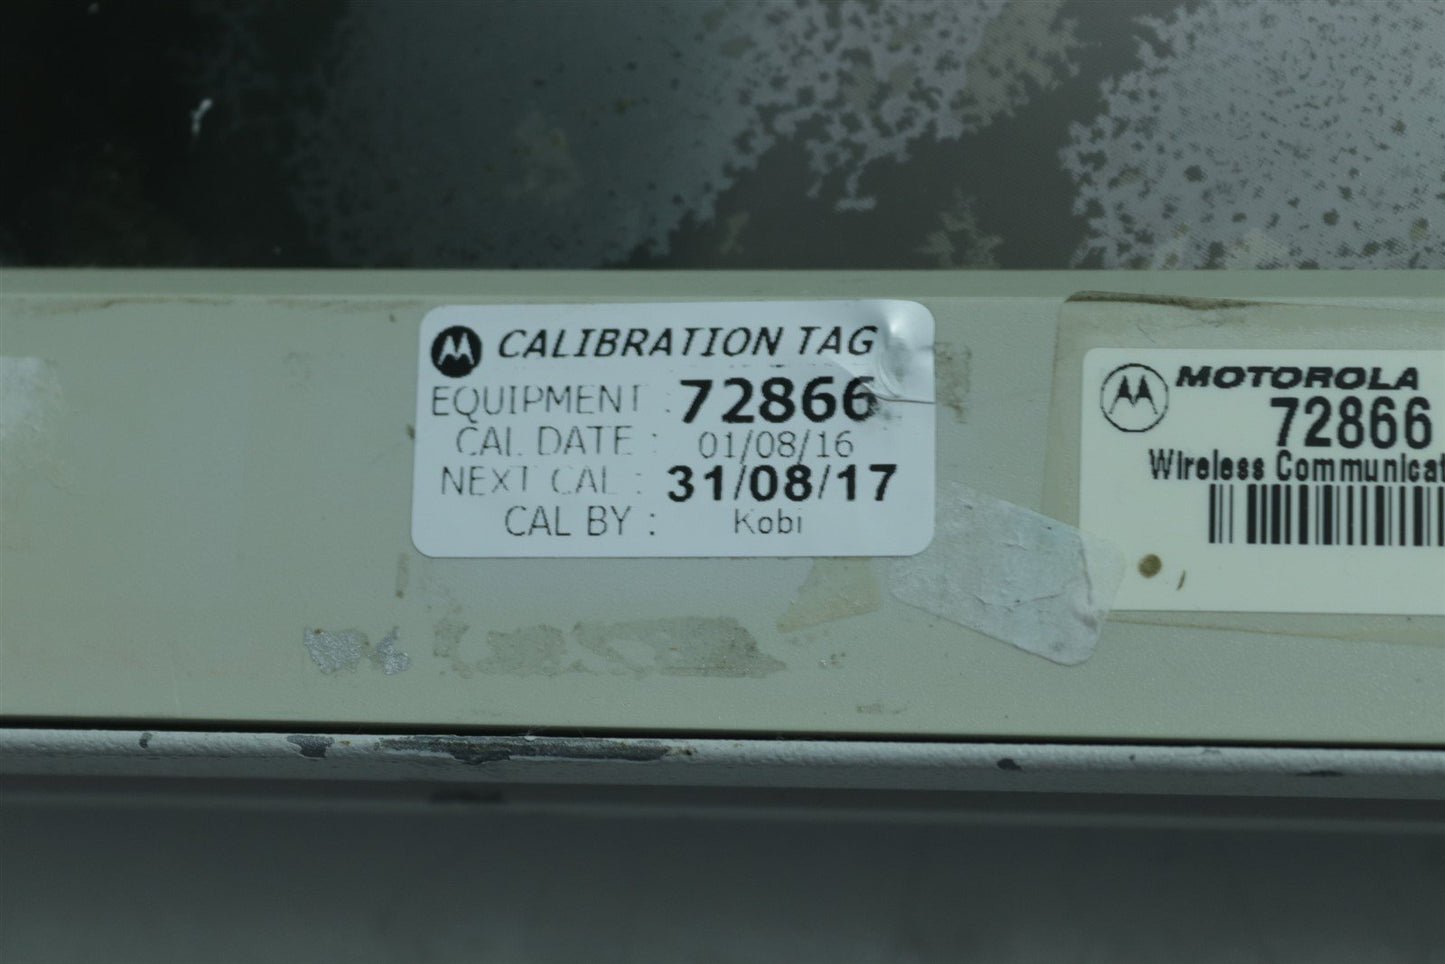 CALIBRATION TAG
EQUIPMENT : 72866
CAL DATE : 01/08/16
NEXT CAL : 31/08/17
CAL BY : Kobi
MOTOROLA
72866
Wireless Communicat